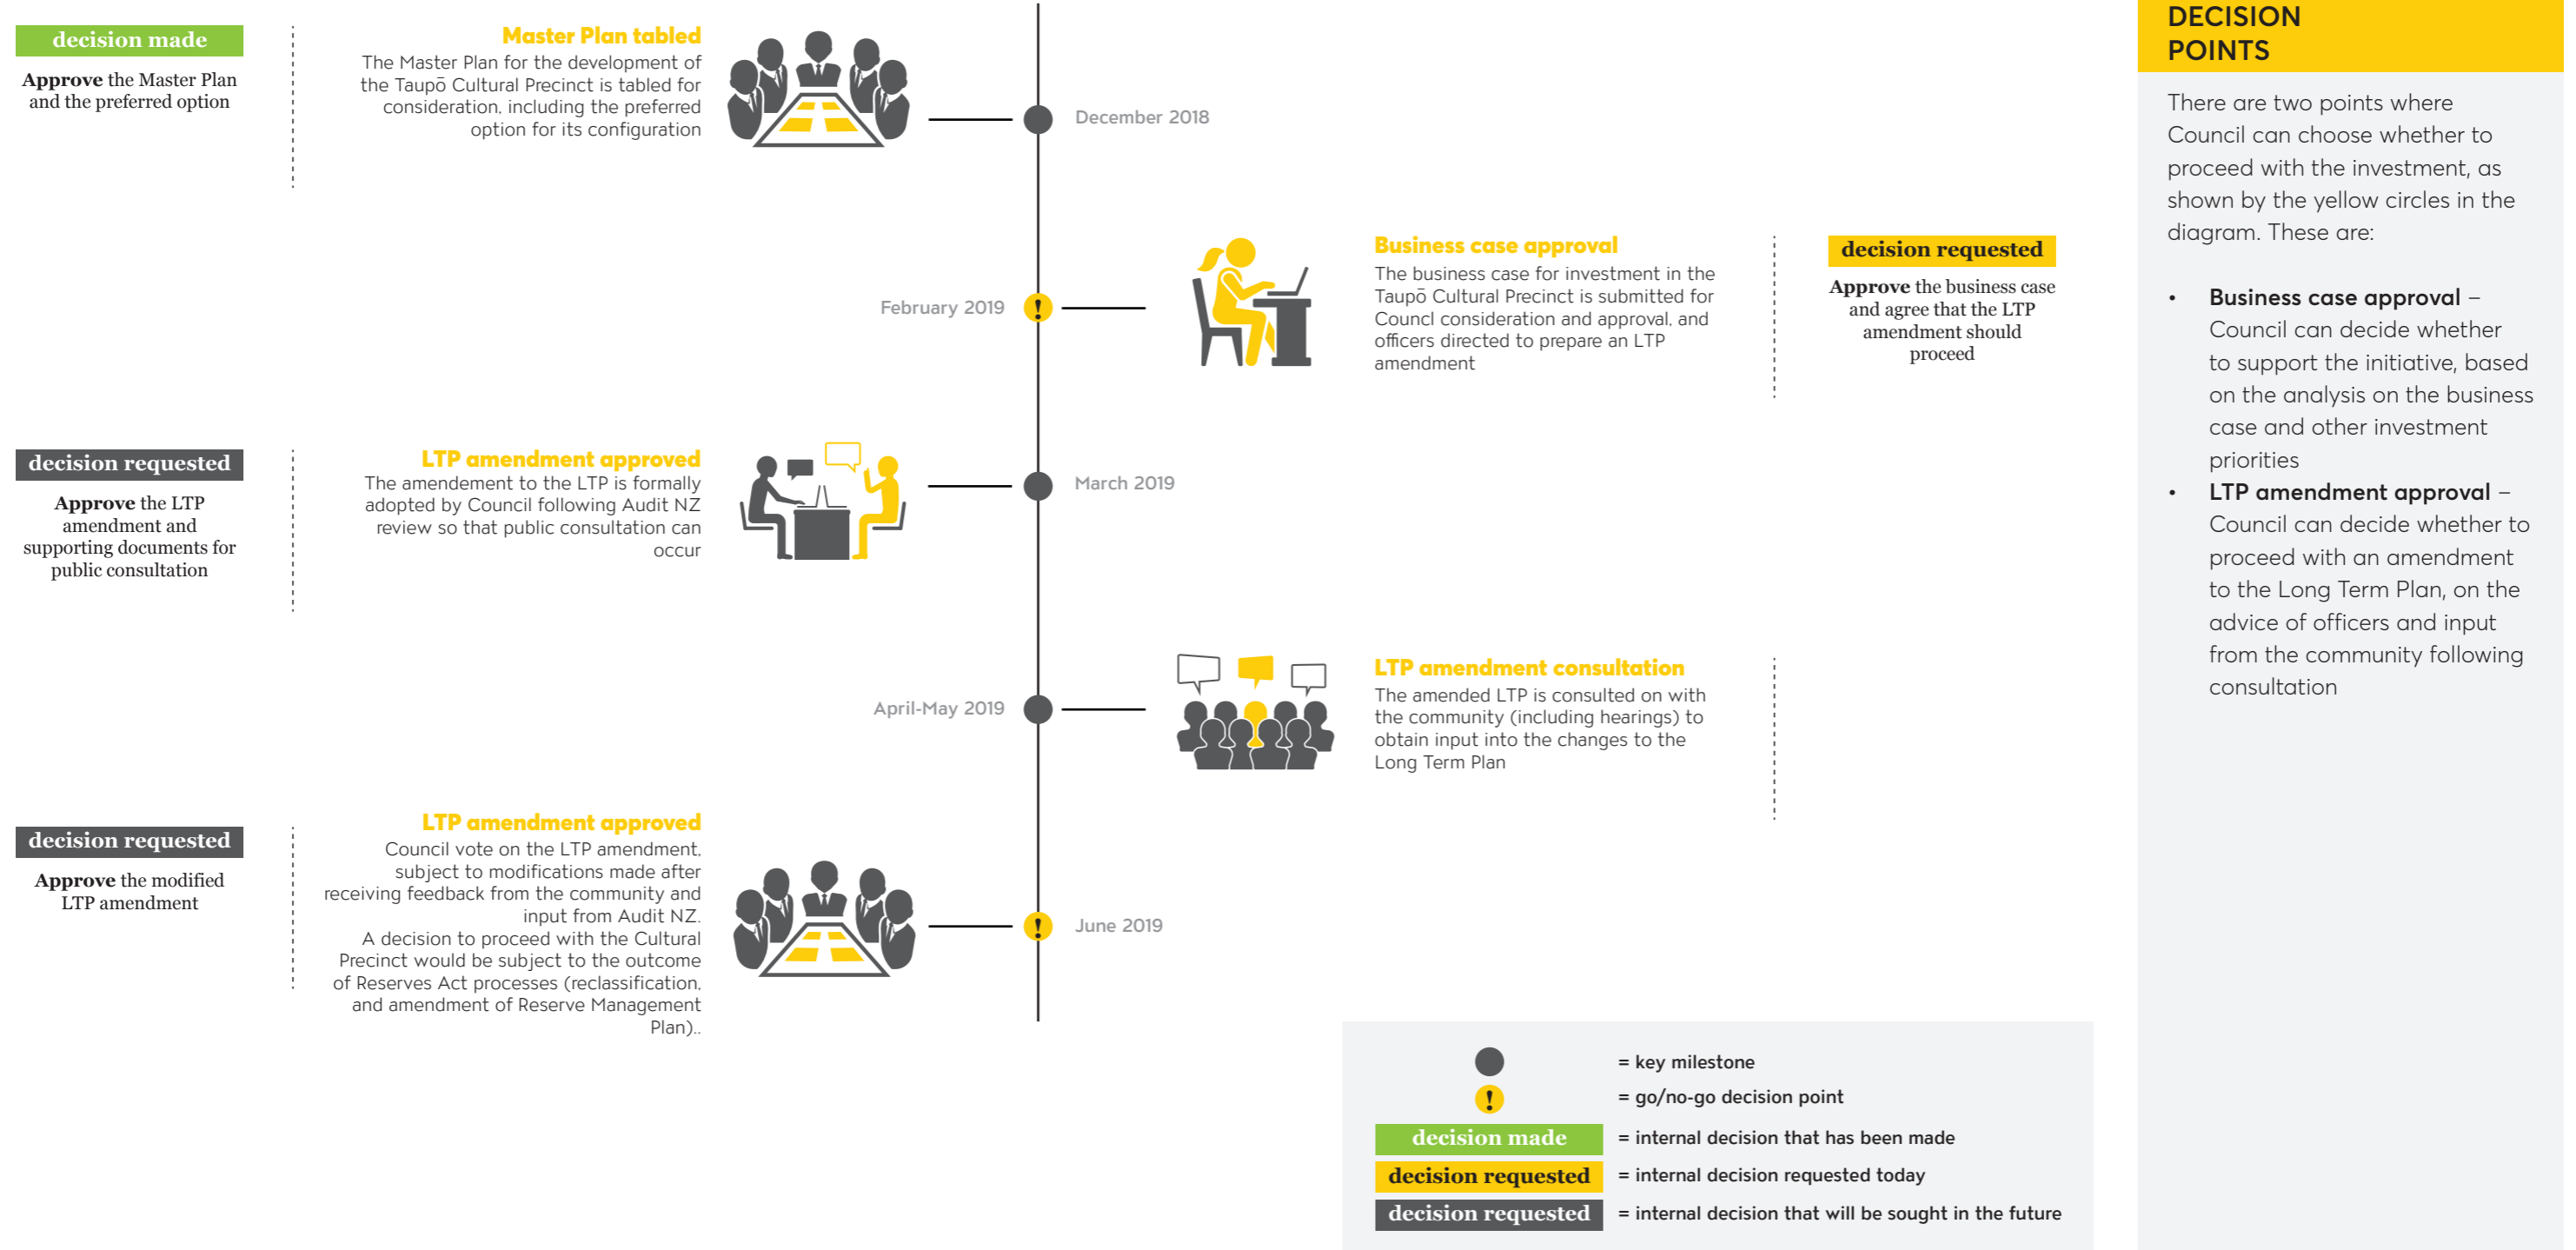 decision made
Approve the Master Plan
and the preferred option
Master Plan tabled
The Master Plan for the development of
the Taupō Cultural Precinct is tabled for
consideration, including the preferred
option for its configuration
December 2018
February 2019
!
Business case approval
The business case for investment in the
Taupō Cultural Precinct is submitted for
Councl consideration and approval, and
officers directed to prepare an LTP
amendment
decision requested
Approve the business case
and agree that the LTP
amendment should
proceed
decision requested
Approve the LTP
amendment and
supporting documents for
public consultation
LTP amendment approved
The amendement to the LTP is formally
adopted by Council following Audit NZ
review so that public consultation can
occur
March 2019
April-May 2019
LTP amendment consultation
The amended LTP is consulted on with
the community (including hearings) to
obtain input into the changes to the
Long Term Plan
decision requested
Approve the modified
LTP amendment
LTP amendment approved
Council vote on the LTP amendment,
subject to modifications made after
receiving feedback from the community and
input from Audit NZ.
A decision to proceed with the Cultural
Precinct would be subject to the outcome
of Reserves Act processes (reclassification,
and amendment of Reserve Management
Plan)..
!
June 2019
= key milestone
! = go/no-go decision point
decision made = internal decision that has been made
decision requested = internal decision requested today
decision requested = internal decision that will be sought in the future
DECISION
POINTS
There are two points where
Council can choose whether to
proceed with the investment, as
shown by the yellow circles in the
diagram. These are:
• Business case approval –
Council can decide whether
to support the initiative, based
on the analysis on the business
case and other investment
priorities
• LTP amendment approval –
Council can decide whether to
proceed with an amendment
to the Long Term Plan, on the
advice of officers and input
from the community following
consultation